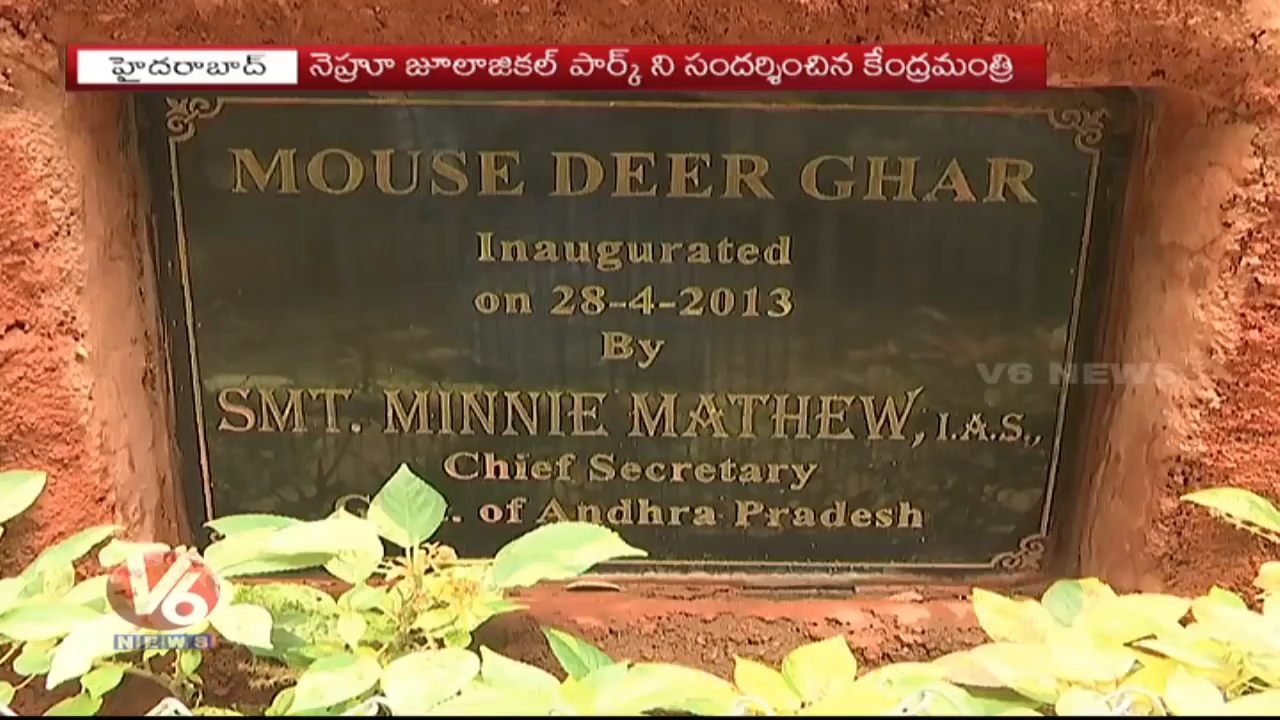 హైదరాబాద్ నెహ్రూ జూలాజికల్ పార్క్ ని సందర్శించిన కేంద్రమంత్రి
MOUSE DEER GHAR
Inaugurated
on 28-4-2013
By
V6 NEWS
SMT. MINNIE MATHEW, I.A.S.,
Chief Secretary
of Andhra Pradesh
V6
NEWS